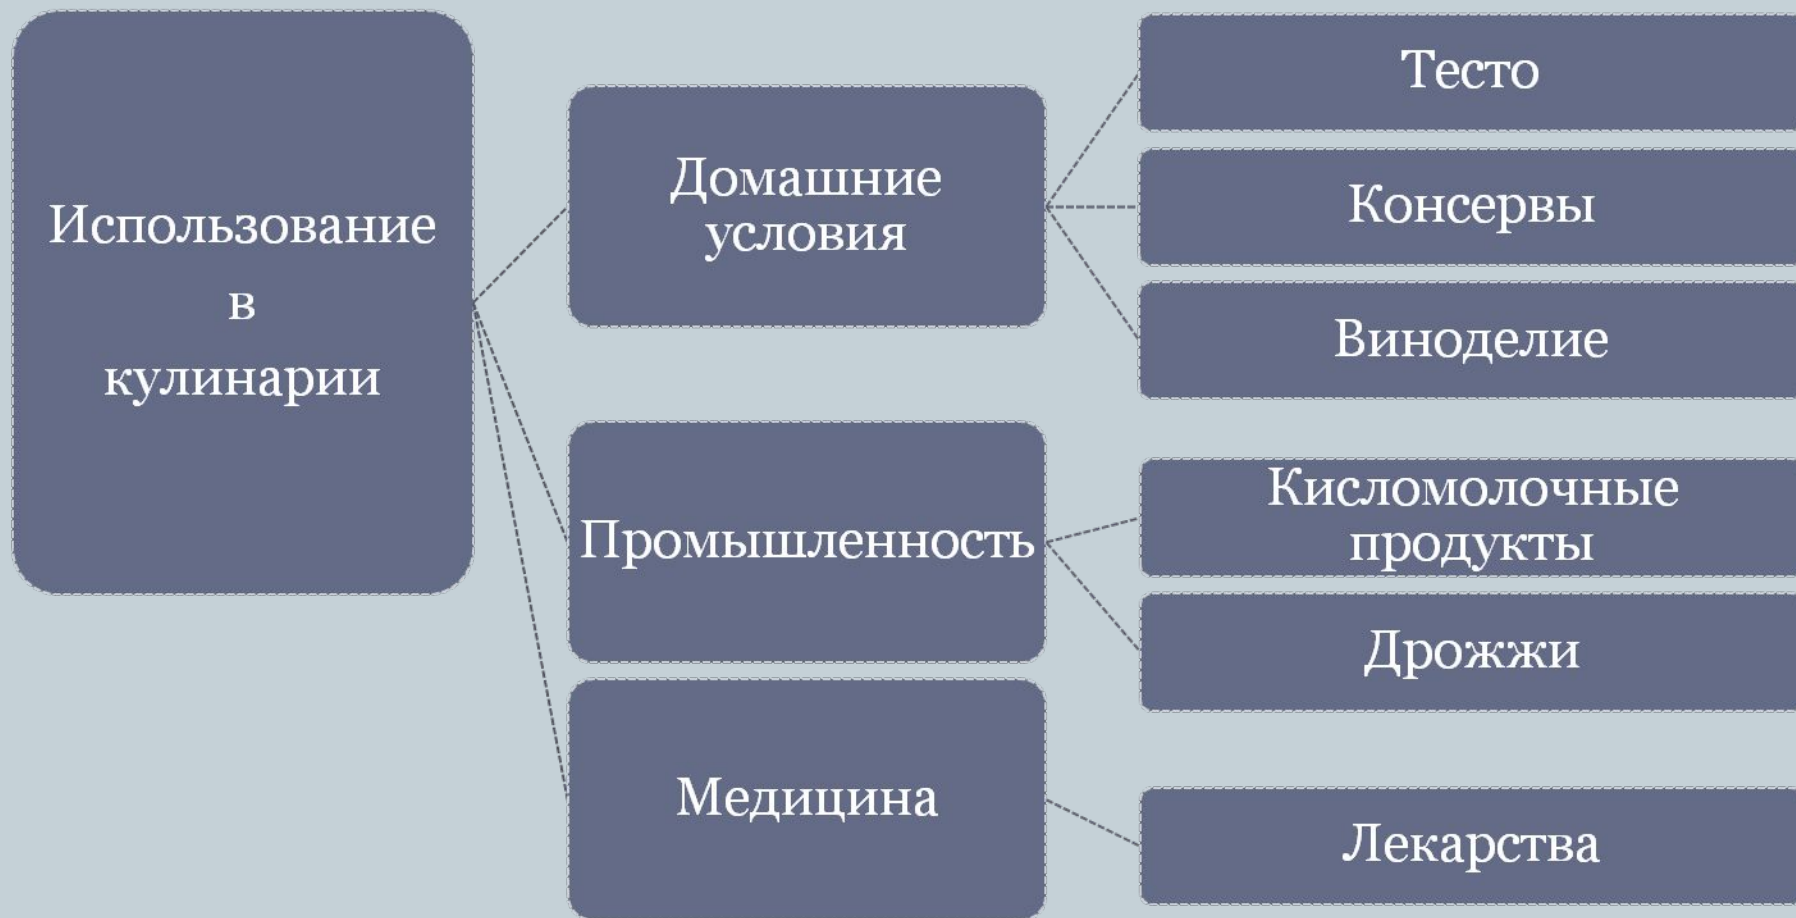 Использование
в
кулинарии
Домашние
условия
Тесто
Консервы
Виноделие
Промышленность
Кисломолочные
продукты
Дрожжи
Медицина
Лекарства